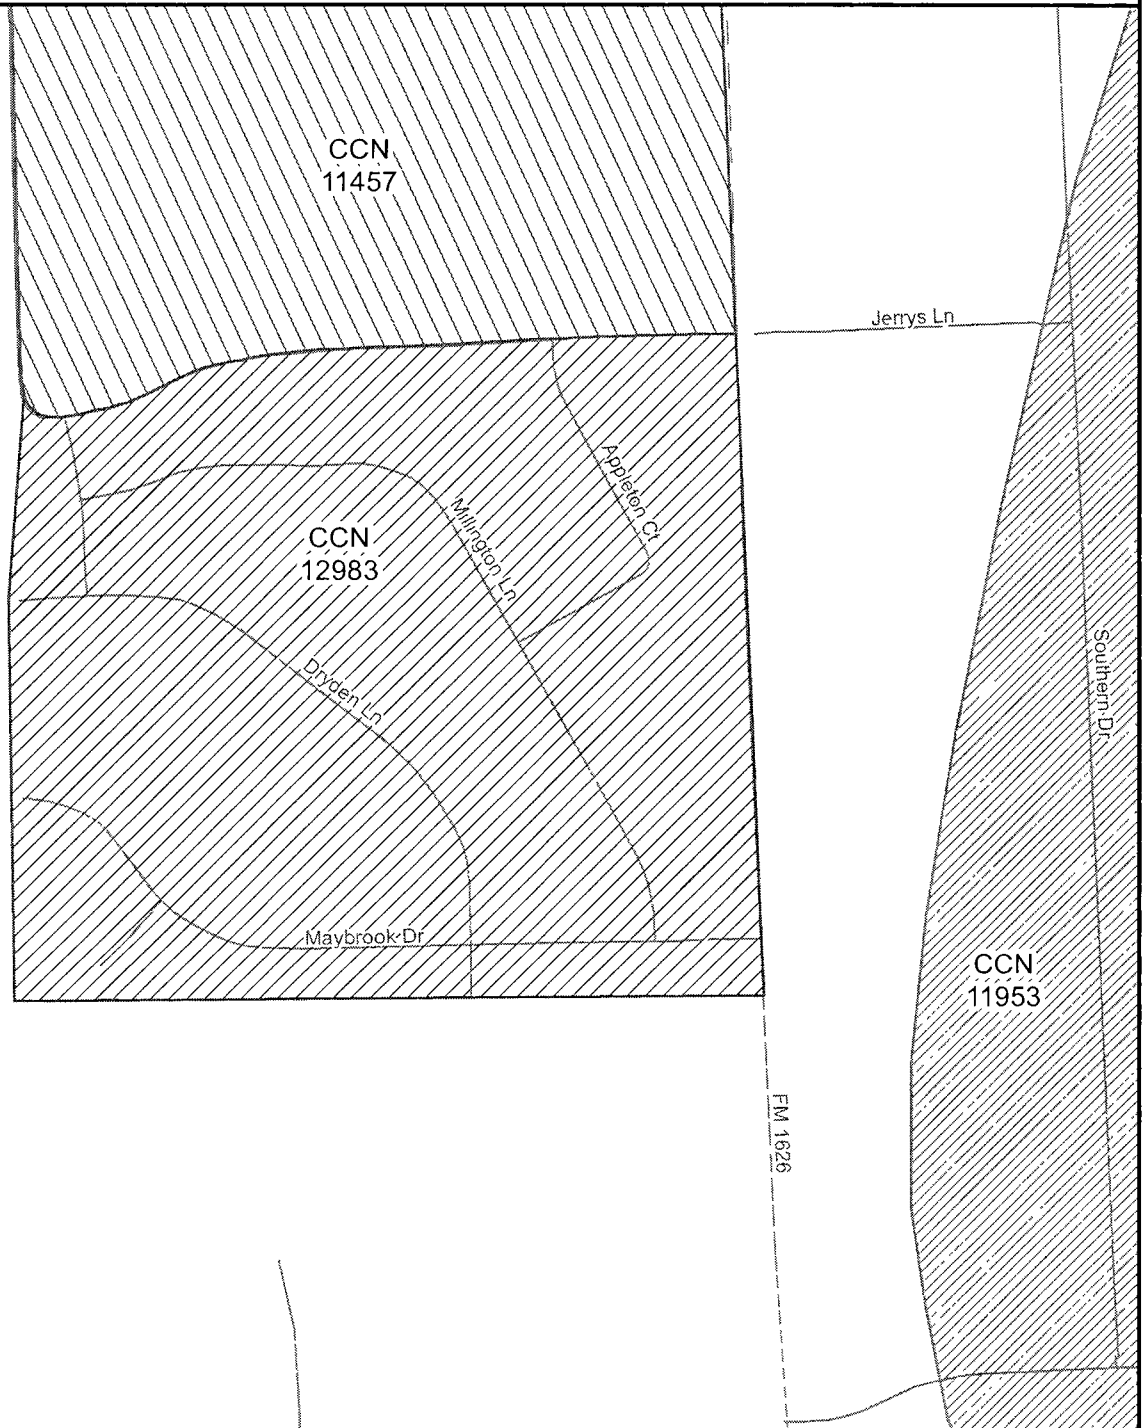 CCN
11457
Jerrys Ln
Appleton Ct
Millington Ln
CCN
12983
Dryden Ln
Southern Dr
Maybrook Dr
CCN
11953
FM 1626